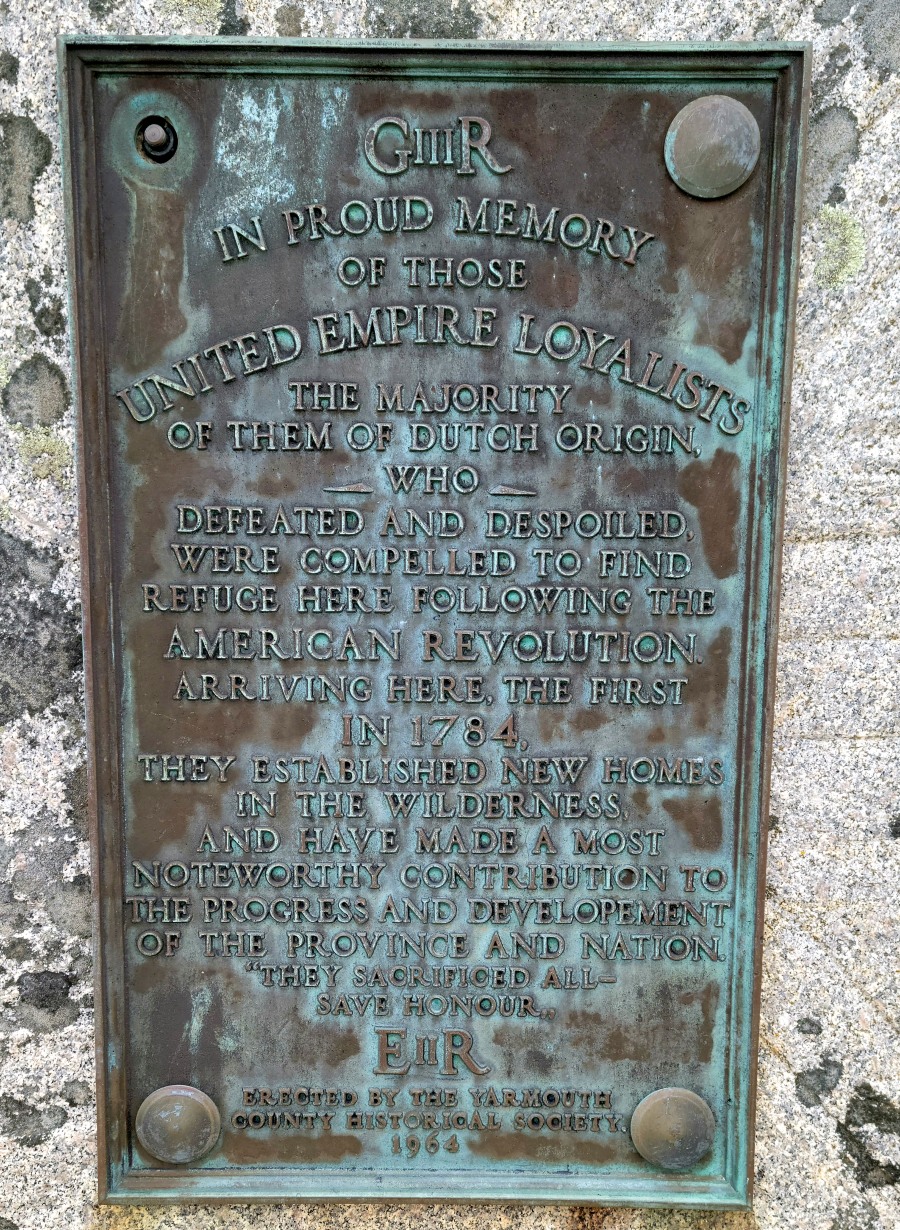 GIIIR
IN PROUD MEMORY
OF THOSE
UNITED EMPIRE LOYALISTS
THE MAJORITY
OF THEM OF DUTCH ORIGIN,
— WHO —
DEFEATED AND DESPOILED,
WERE COMPELLED TO FIND
REFUGE HERE FOLLOWING THE
AMERICAN REVOLUTION.
ARRIVING HERE, THE FIRST
IN 1784,
THEY ESTABLISHED NEW HOMES
IN THE WILDERNESS,
AND HAVE MADE A MOST
NOTEWORTHY CONTRIBUTION TO
THE PROGRESS AND DEVELOPEMENT
OF THE PROVINCE AND NATION.
"THEY SACRIFICED ALL—
SAVE HONOUR."
EIIR
ERECTED BY THE YARMOUTH
COUNTY HISTORICAL SOCIETY.
1964